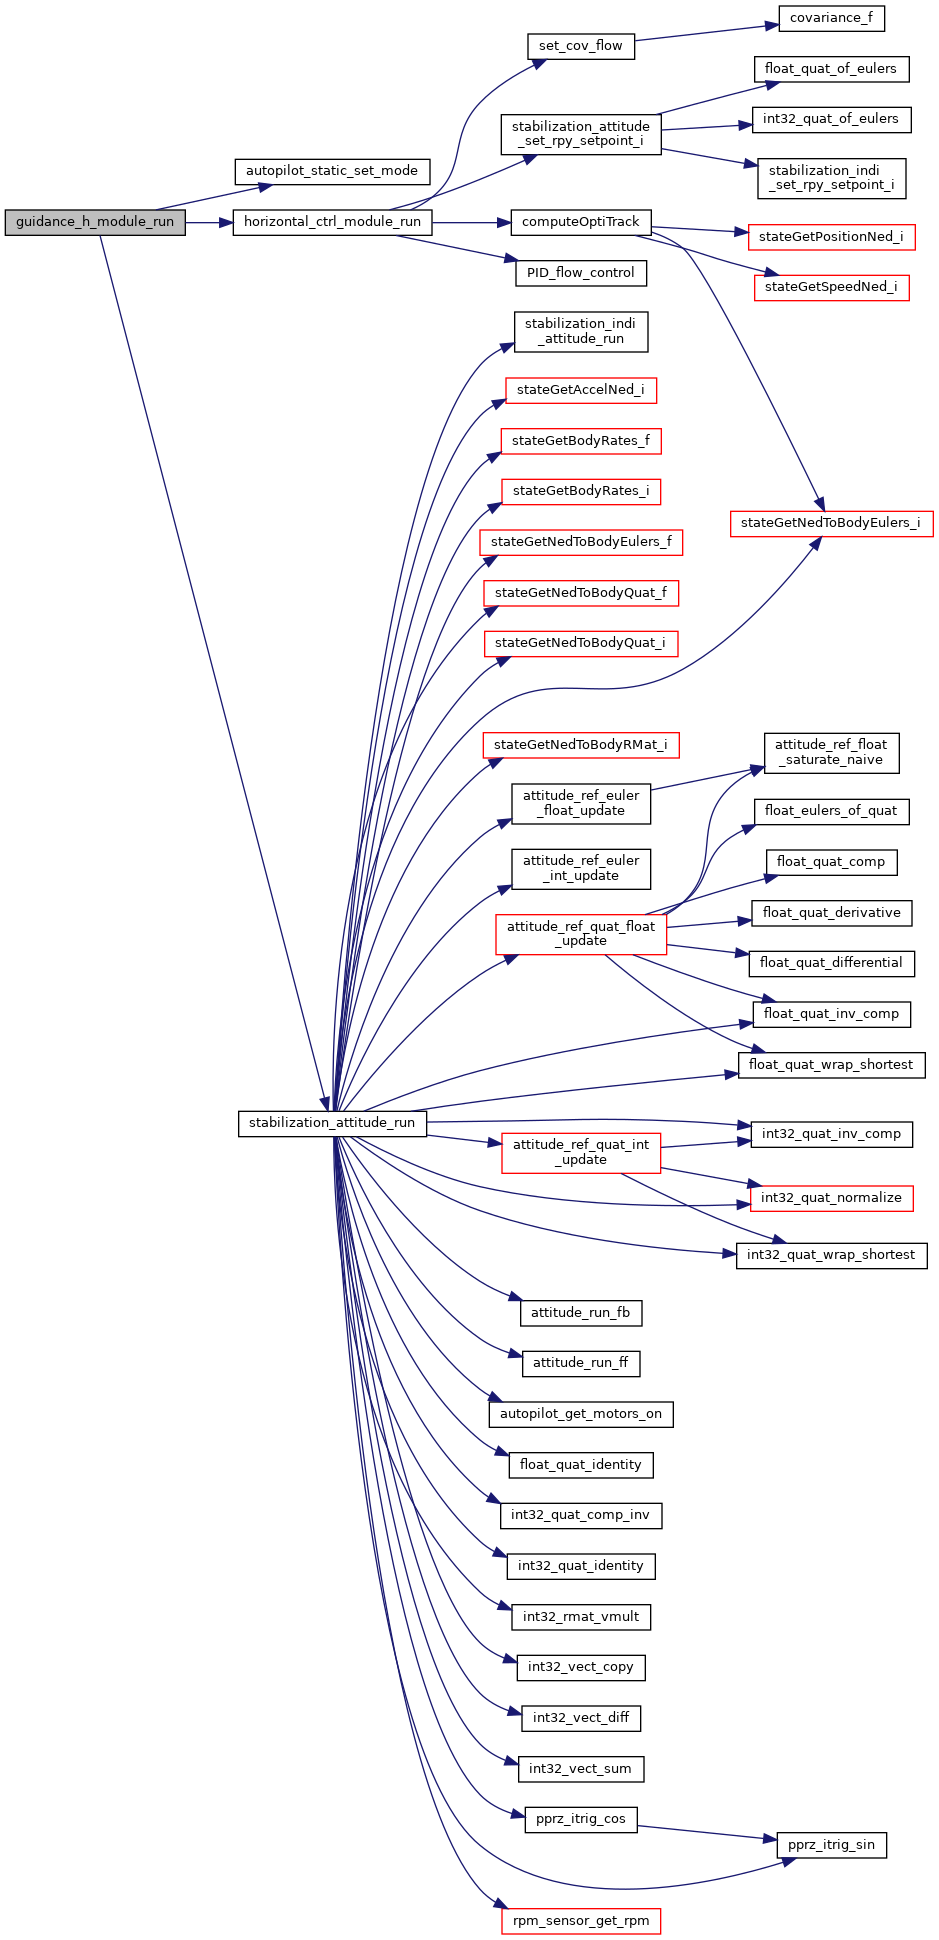 covariance_f
set_cov_flow
float_quat_of_eulers
int32_quat_of_eulers
stabilization_attitude
_set_rpy_setpoint_i
stabilization_indi
_set_rpy_setpoint_i
autopilot_static_set_mode
guidance_h_module_run
horizontal_ctrl_module_run
computeOptiTrack
stateGetPositionNed_i
PID_flow_control
stateGetSpeedNed_i
stabilization_indi
_attitude_run
stateGetAccelNed_i
stateGetBodyRates_f
stateGetBodyRates_i
stateGetNedToBodyEulers_i
stateGetNedToBodyEulers_f
stateGetNedToBodyQuat_f
stateGetNedToBodyQuat_i
stateGetNedToBodyRMat_i
attitude_ref_float
_saturate_naive
attitude_ref_euler
_float_update
float_eulers_of_quat
attitude_ref_euler
_int_update
float_quat_comp
float_quat_derivative
attitude_ref_quat_float
_update
float_quat_differential
float_quat_inv_comp
float_quat_wrap_shortest
stabilization_attitude_run
int32_quat_inv_comp
attitude_ref_quat_int
_update
int32_quat_normalize
int32_quat_wrap_shortest
attitude_run_fb
attitude_run_ff
autopilot_get_motors_on
float_quat_identity
int32_quat_comp_inv
int32_quat_identity
int32_rmat_vmult
int32_vect_copy
int32_vect_diff
int32_vect_sum
pprz_itrig_cos
pprz_itrig_sin
rpm_sensor_get_rpm